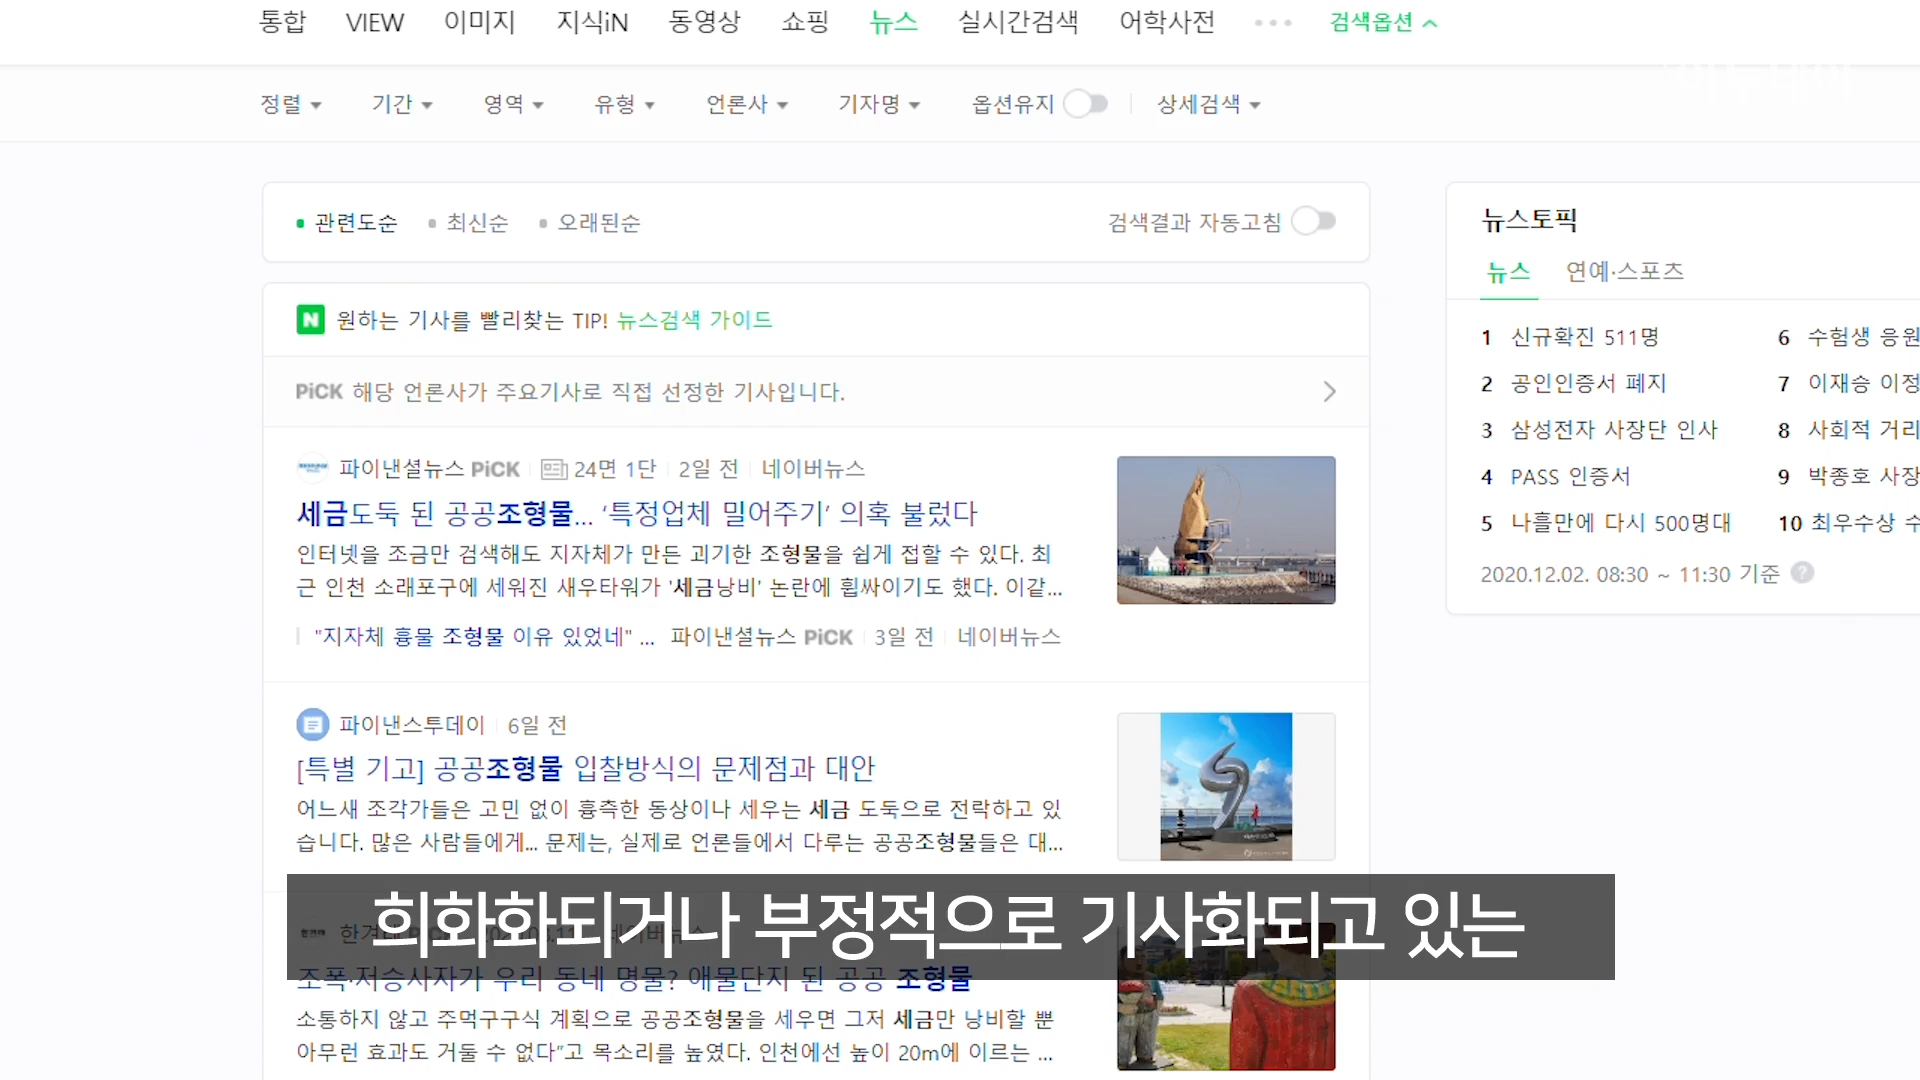 통합 VIEW 이미지 지식iN 동영상 쇼핑 뉴스 실시간검색 어학사전 ••• 검색옵션
정렬 기간 영역 유형 언론사 기자명 옵션유지 상세검색
관련도순 최신순 오래된순 검색결과 자동고침
N 원하는 기사를 빨리찾는 TIP! 뉴스검색 가이드
PiCK 해당 언론사가 주요기사로 직접 선정한 기사입니다.
파이낸셜뉴스 PiCK 24면 1단 2일 전 네이버뉴스
세금도둑 된 공공조형물... '특정업체 밀어주기' 의혹 불렀다
인터넷을 조금만 검색해도 지자체가 만든 괴기한 조형물을 쉽게 접할 수 있다. 최
근 인천 소래포구에 세워진 새우타워가 '세금낭비' 논란에 휩싸이기도 했다. 이같...
"지자체 흉물 조형물 이유 있었네" ... 파이낸셜뉴스 PiCK 3일 전 네이버뉴스
파이낸스투데이 6일 전
[특별 기고] 공공조형물 입찰방식의 문제점과 대안
어느새 조각가들은 고민 없이 흉측한 동상이나 세우는 세금 도둑으로 전락하고 있
습니다. 많은 사람들에게... 문제는, 실제로 언론들에서 다루는 공공조형물들은 대...
희화화되거나 부정적으로 기사화되고 있는
조폭·저승사자가 우리 동네 명물? 애물단지 된 공공 조형물
소통하지 않고 주먹구구식 계획으로 공공조형물을 세우면 그저 세금만 낭비할 뿐
아무런 효과도 거둘 수 없다"고 목소리를 높였다. 인천에선 높이 20m에 이르는 ...
뉴스토픽
뉴스 연예·스포츠
1 신규확진 511명
2 공인인증서 폐지
3 삼성전자 사장단 인사
4 PASS 인증서
5 나흘만에 다시 500명대
6 수험생 응원
7 이재승 이정
8 사회적 거리
9 박종호 사장
10 최우수상 수
2020.12.02. 08:30 ~ 11:30 기준 ?